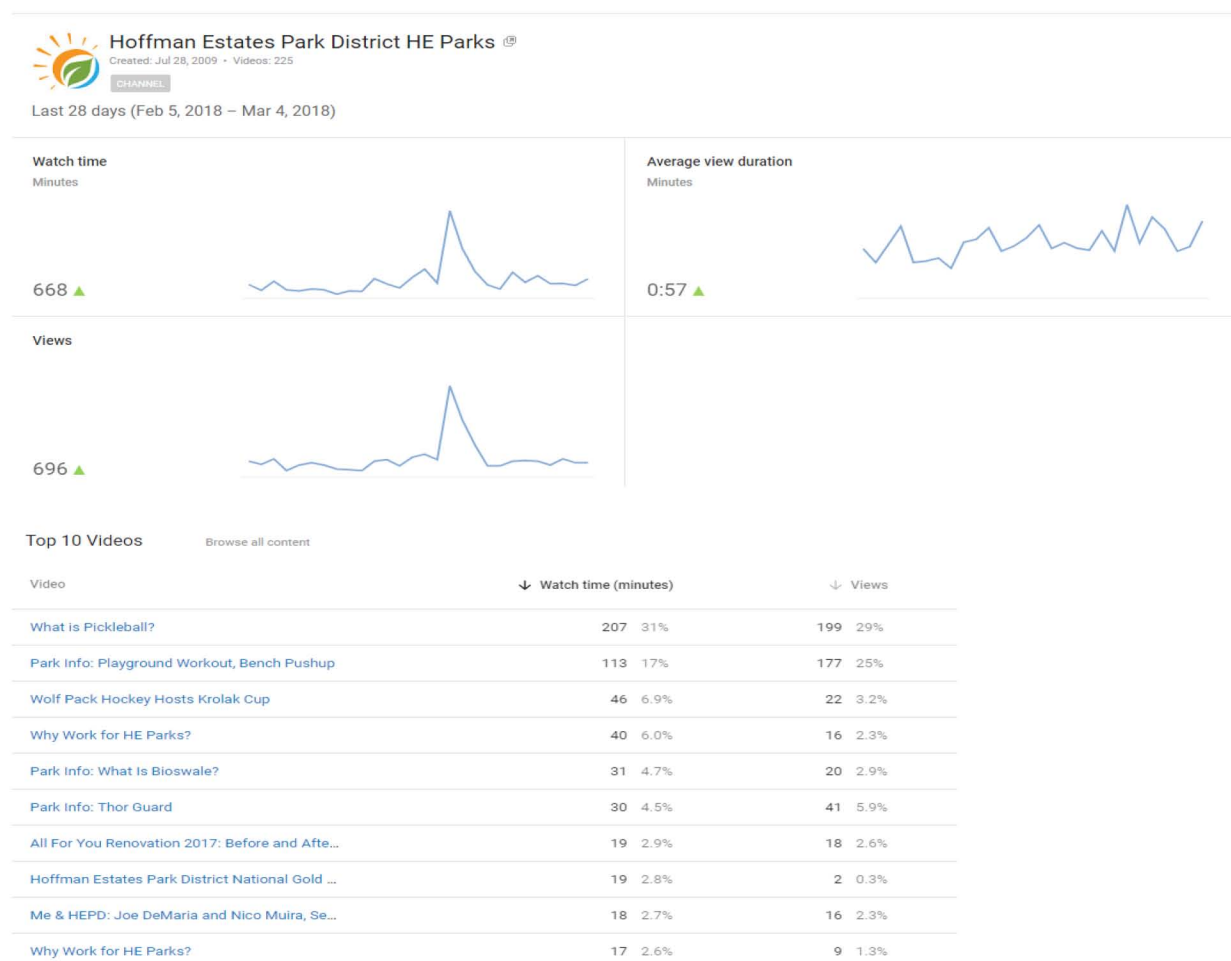 Hoffman Estates Park District HE Parks
Created: Jul 28, 2009 • Videos: 225
CHANNEL
Last 28 days (Feb 5, 2018 – Mar 4, 2018)
Watch time
Minutes
668
Average view duration
Minutes
0:57
Views
696
Top 10 Videos Browse all content
Video Watch time (minutes) Views
What is Pickleball? 207 31% 199 29%
Park Info: Playground Workout, Bench Pushup 113 17% 177 25%
Wolf Pack Hockey Hosts Krolak Cup 46 6.9% 22 3.2%
Why Work for HE Parks? 40 6.0% 16 2.3%
Park Info: What Is Bioswale? 31 4.7% 20 2.9%
Park Info: Thor Guard 30 4.5% 41 5.9%
All For You Renovation 2017: Before and Afte... 19 2.9% 18 2.6%
Hoffman Estates Park District National Gold ... 19 2.8% 2 0.3%
Me & HEPD: Joe DeMaria and Nico Muira, Se... 18 2.7% 16 2.3%
Why Work for HE Parks? 17 2.6% 9 1.3%